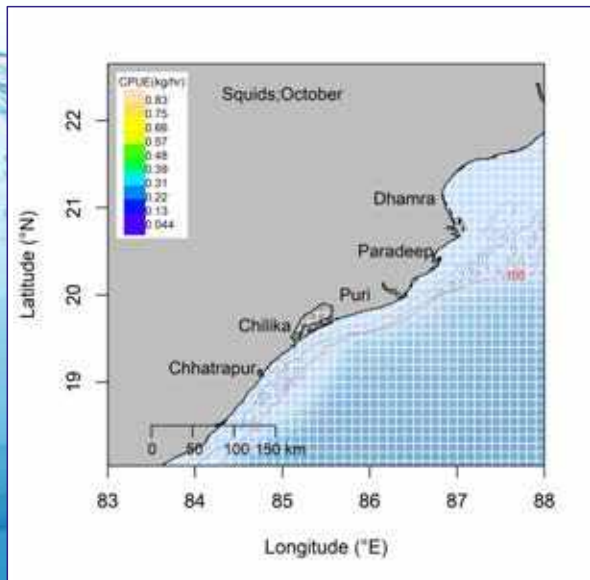 CPUE(kg/hr)
0.83
0.75
0.66
0.57
0.48
0.39
0.31
0.22
0.13
0.044
Squids;October
Dhamra
Paradeep
Puri
Chilika
Chhatrapur
100
0 50 100 150 km
22
21
20
19
Latitude (°N)
83 84 85 86 87 88
Longitude (°E)